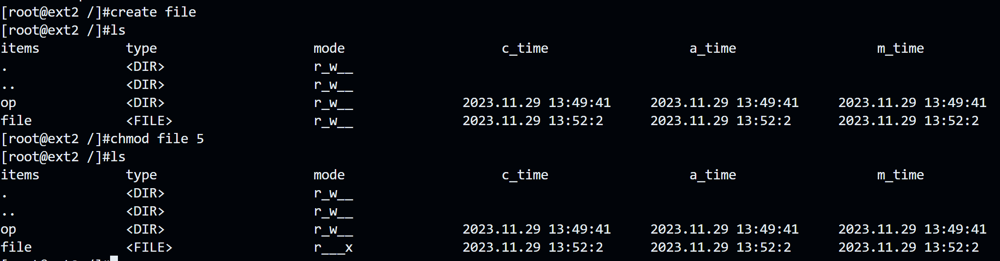 [root@ext2 /]#create file
[root@ext2 /]#ls
items type mode c_time a_time m_time
. <DIR> r_w__
.. <DIR> r_w__
op <DIR> r_w__ 2023.11.29 13:49:41 2023.11.29 13:49:41 2023.11.29 13:49:41
file <FILE> r_w__ 2023.11.29 13:52:2 2023.11.29 13:52:2 2023.11.29 13:52:2
[root@ext2 /]#chmod file 5
[root@ext2 /]#ls
items type mode c_time a_time m_time
. <DIR> r_w__
.. <DIR> r_w__
op <DIR> r_w__ 2023.11.29 13:49:41 2023.11.29 13:49:41 2023.11.29 13:49:41
file <FILE> r___x 2023.11.29 13:52:2 2023.11.29 13:52:2 2023.11.29 13:52:2
[root@ext2 /]#